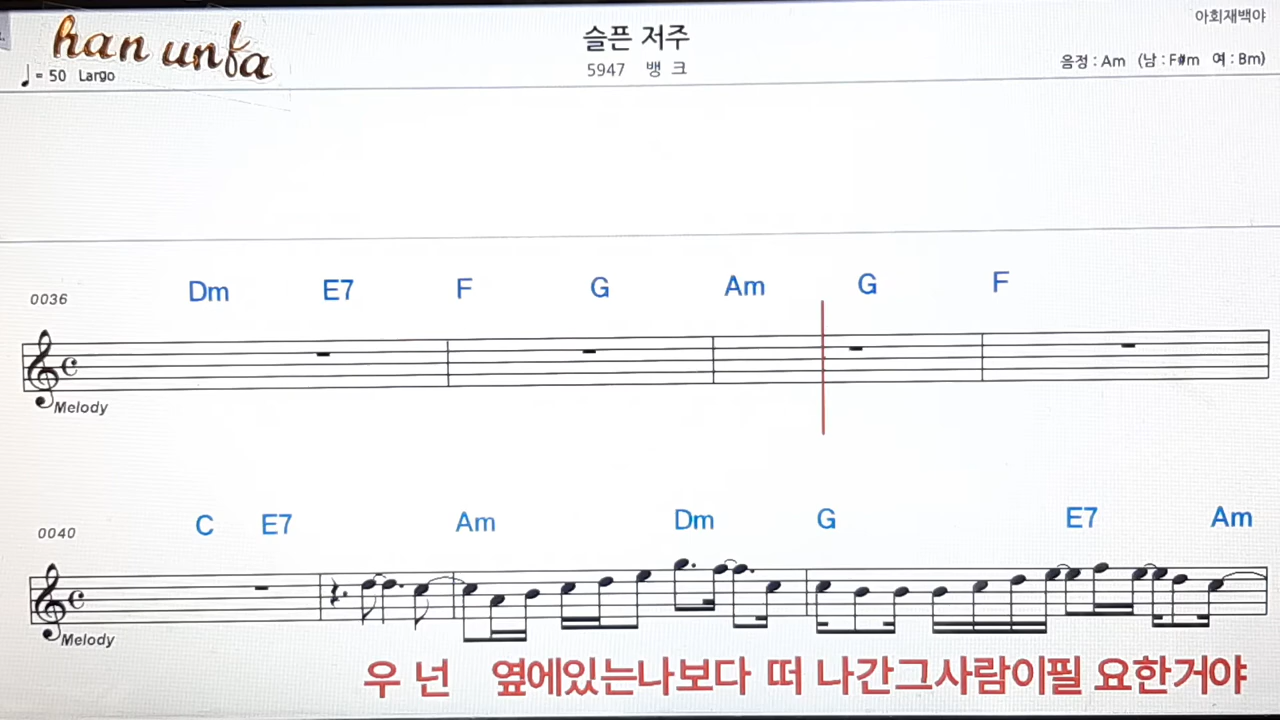 han unfa
아회재백야
슬픈 저주
5947 뱅 크
♩= 50 Largo
음정 : Am (남 : F#m 여 : Bm)
Dm E7 F G Am G F
0036
Melody
C E7 Am Dm G E7 Am
0040
Melody
우 넌 옆에있는나보다 떠 나간그사람이필 요한거야